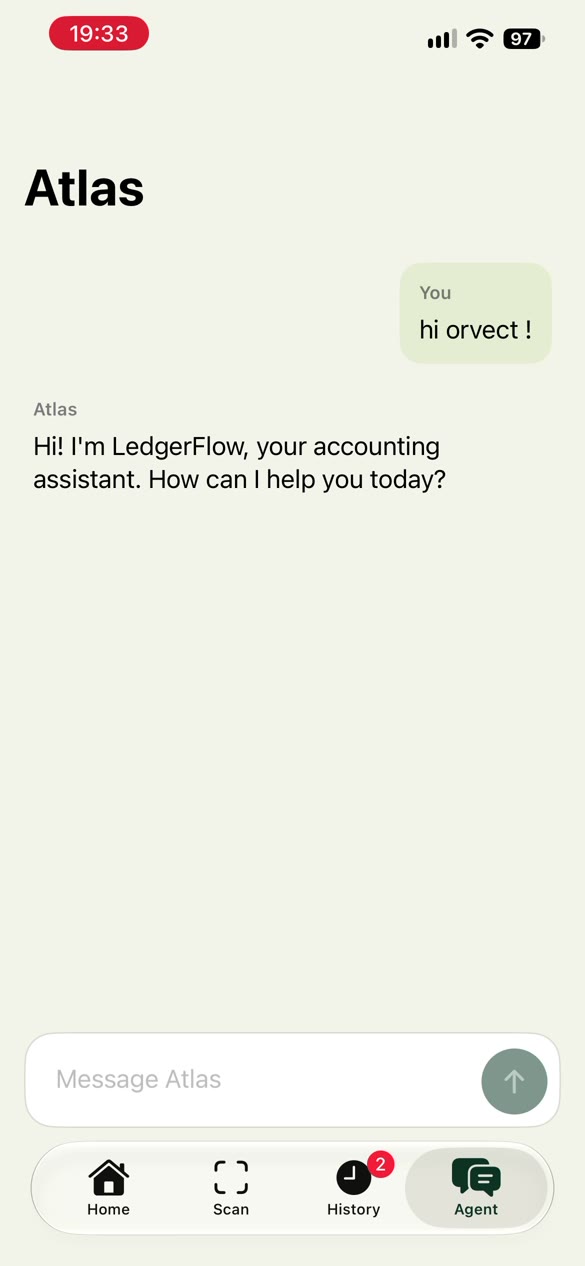 19:33
97
Atlas
You
hi orvect !
Atlas
Hi! I'm LedgerFlow, your accounting
assistant. How can I help you today?
Message Atlas
2
Home
Scan
History
Agent